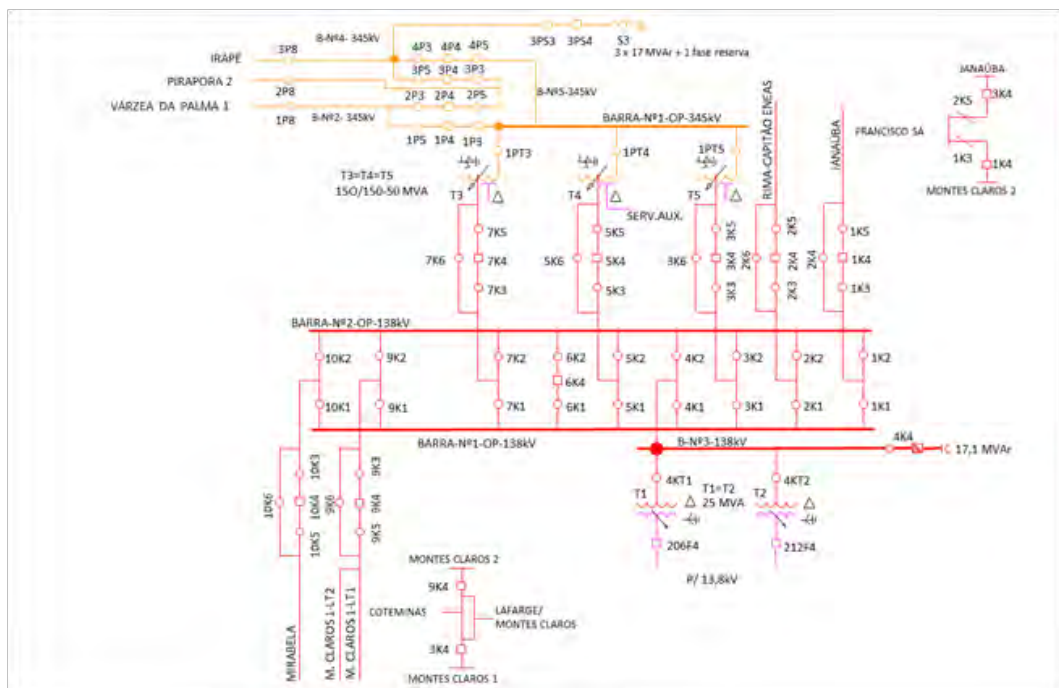 B-Nº4- 345kV
3PS3 3PS4 S3
3 x 17 MVAr + 1 fase reserva
IRAPÉ
3P8
4P3 4P4 4P5
3P5 3P4 3P3
PIRAPORA 2
2P8
2P3 2P4 2P5
B-Nº5-345kV
VÁRZEA DA PALMA 1
1P8
B-Nº2- 345kV
1P5 1P4 1P3
BARRA-Nº1-OP-345kV
1PT3
1PT4
1PT5
T3=T4=T5
150/150-50 MVA
T3
T4
T5
SERV.AUX.
RIMA-CAPITÃO ENEAS
JANAÚBA
JANAÚBA
3K4
2K5
FRANCISCO SÁ
1K3
1K4
MONTES CLAROS 2
7K5
7K6
7K4
7K3
5K5
5K6
5K4
5K3
3K5
3K6
3K4
3K3
2K5
2K6
2K4
2K3
1K5
2K4
1K4
1K3
BARRA-Nº2-OP-138kV
10K2
9K2
7K2
6K2
5K2
4K2
3K2
2K2
1K2
6K4
10K1
9K1
7K1
6K1
5K1
4K1
3K1
2K1
1K1
BARRA-Nº1-OP-138kV
B-Nº3-138kV
4K4
17,1 MVAr
10K3
10K6
10K4
10K5
9K3
9K6
9K4
9K5
4KT1
T1
T1=T2
25 MVA
4KT2
T2
206F4
212F4
P/ 13,8kV
MIRABELA
M. CLAROS 1-LT2
M. CLAROS 1-LT1
MONTES CLAROS 2
9K4
COTEMINAS
LAFARGE/
MONTES CLAROS
3K4
MONTES CLAROS 1